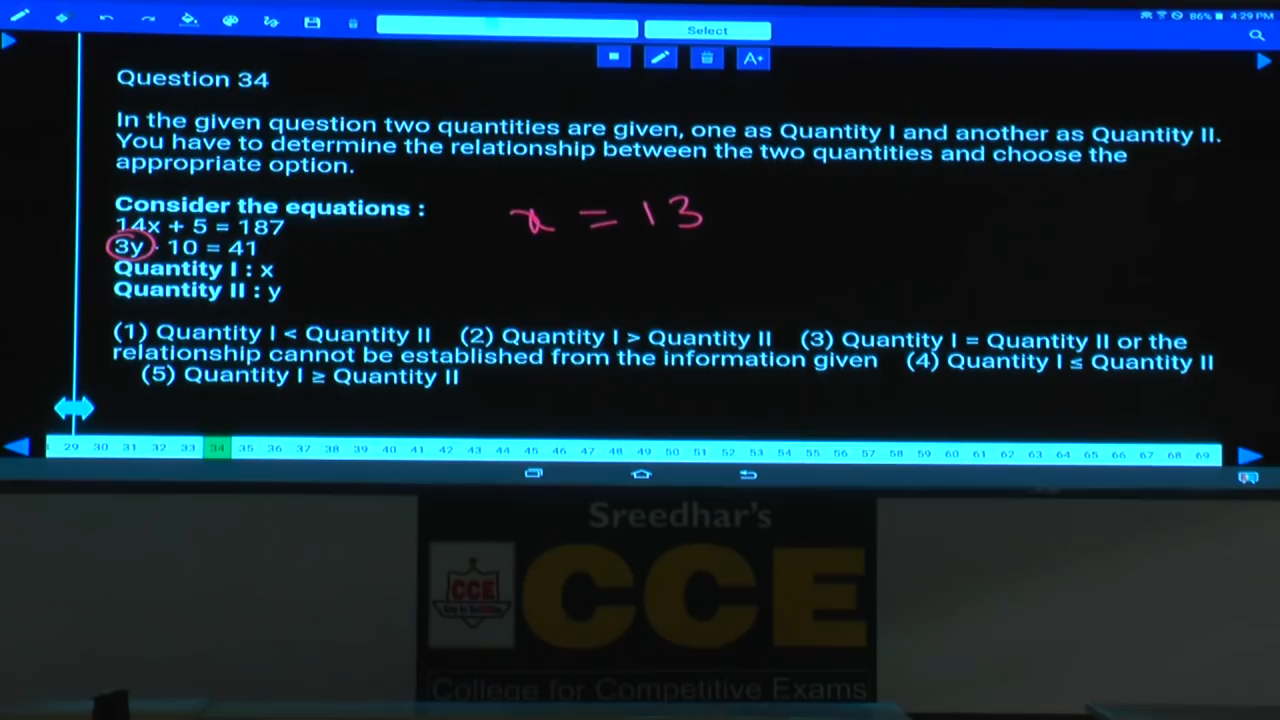 86% 4:29 PM
Select
A+
Question 34
In the given question two quantities are given, one as Quantity I and another as Quantity II.
You have to determine the relationship between the two quantities and choose the
appropriate option.
Consider the equations :
14x + 5 = 187
x = 13
3y - 10 = 41
Quantity I : x
Quantity II : y
(1) Quantity I < Quantity II (2) Quantity I > Quantity II (3) Quantity I = Quantity II or the
relationship cannot be established from the information given (4) Quantity I ≤ Quantity II
(5) Quantity I ≥ Quantity II
29 30 31 32 33 34 35 36 37 38 39 40 41 42 43 44 45 46 47 48 49 50 51 52 53 54 55 56 57 58 59 60 61 62 63 64 65 66 67 68 69
Sreedhar's
CCE
CCE
College for Competitive Exams